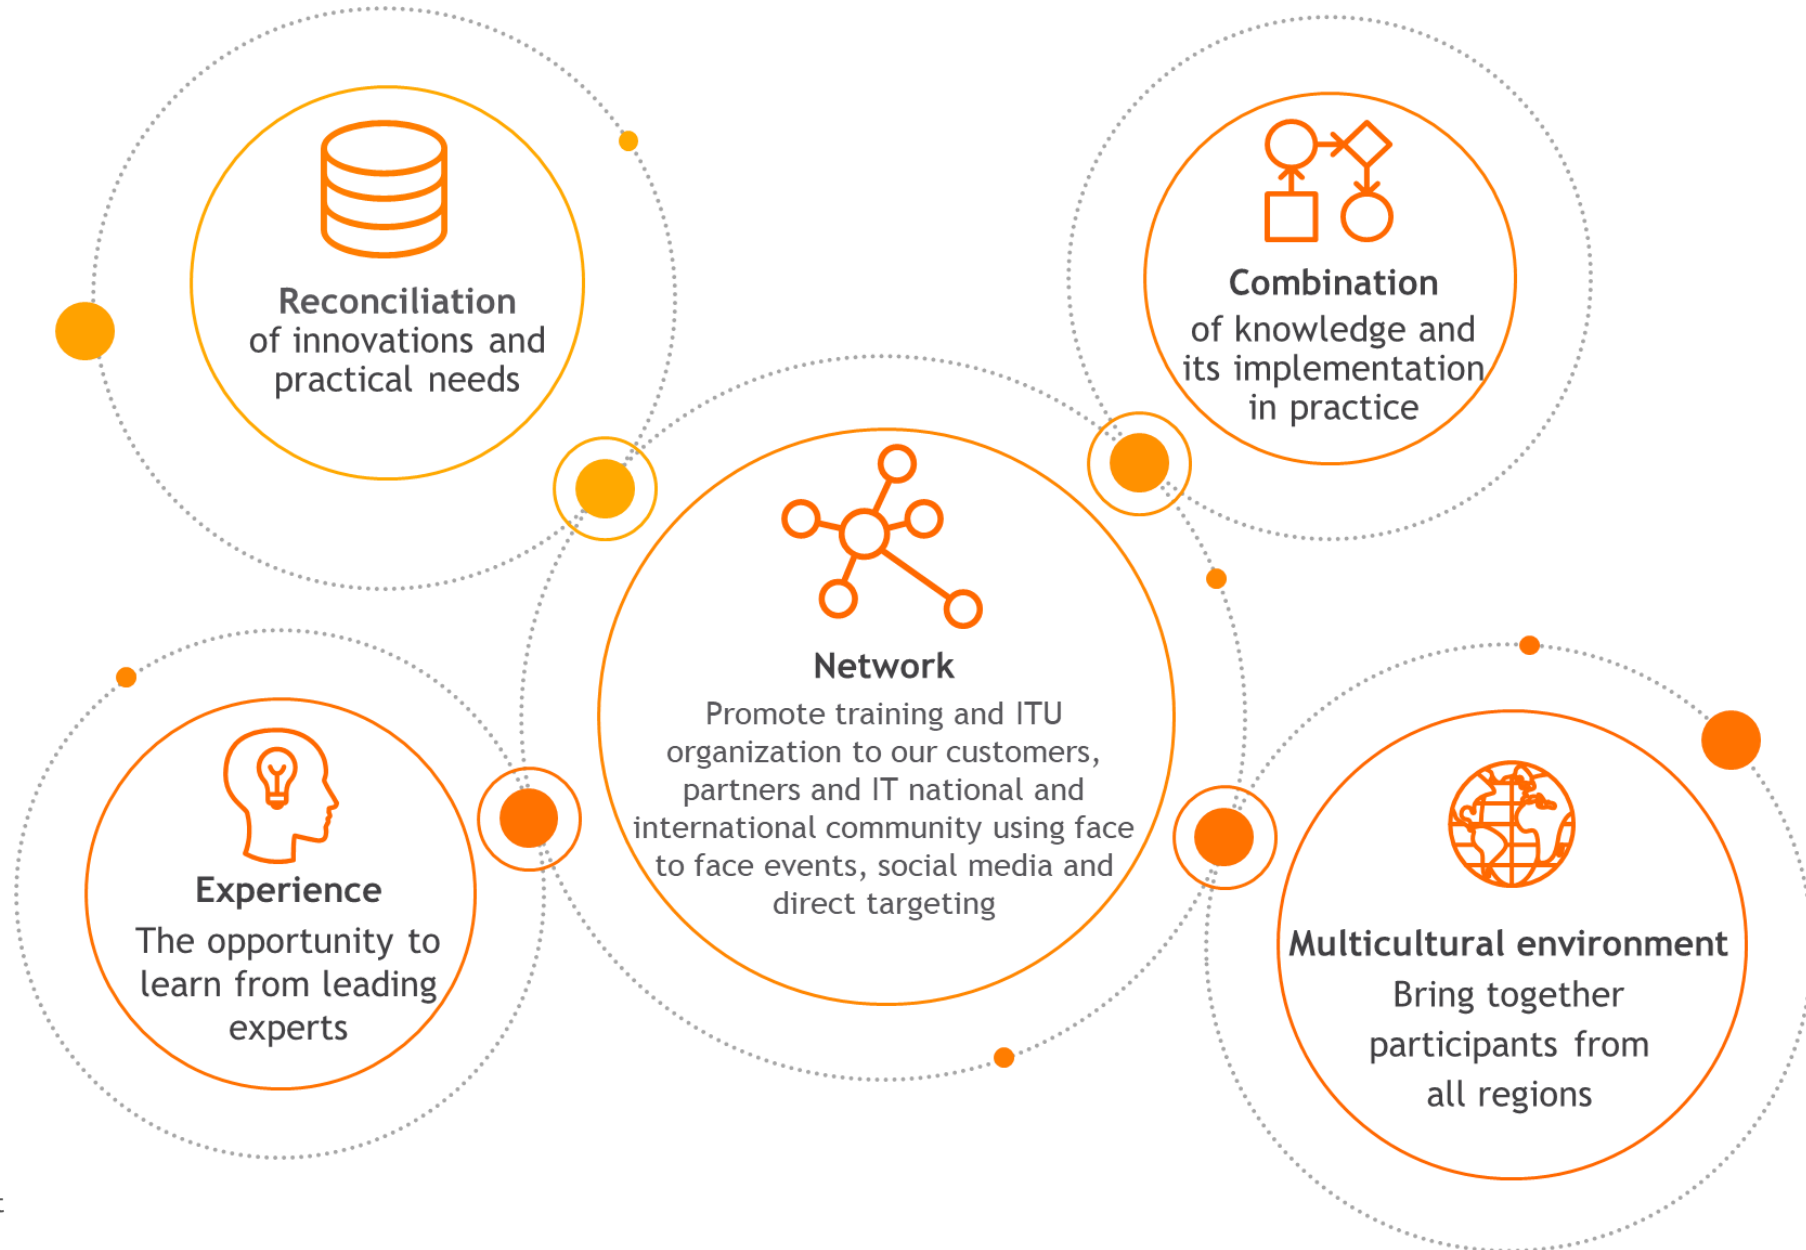 Reconciliation
of innovations and
practical needs
Combination
of knowledge and
its implementation
in practice
Network
Promote training and ITU
organization to our customers,
partners and IT national and
international community using face
to face events, social media and
direct targeting
Experience
The opportunity to
learn from leading
experts
Multicultural environment
Bring together
participants from
all regions